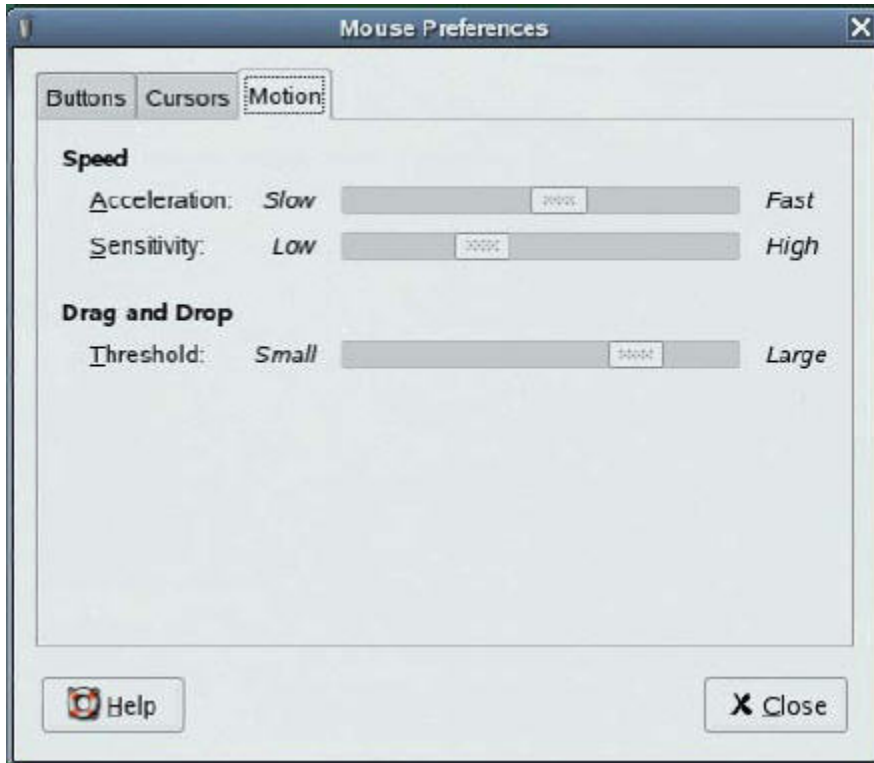 Mouse Preferences
Buttons Cursors Motion
Speed
Acceleration: Slow Fast
Sensitivity: Low High
Drag and Drop
Threshold: Small Large
Help Close